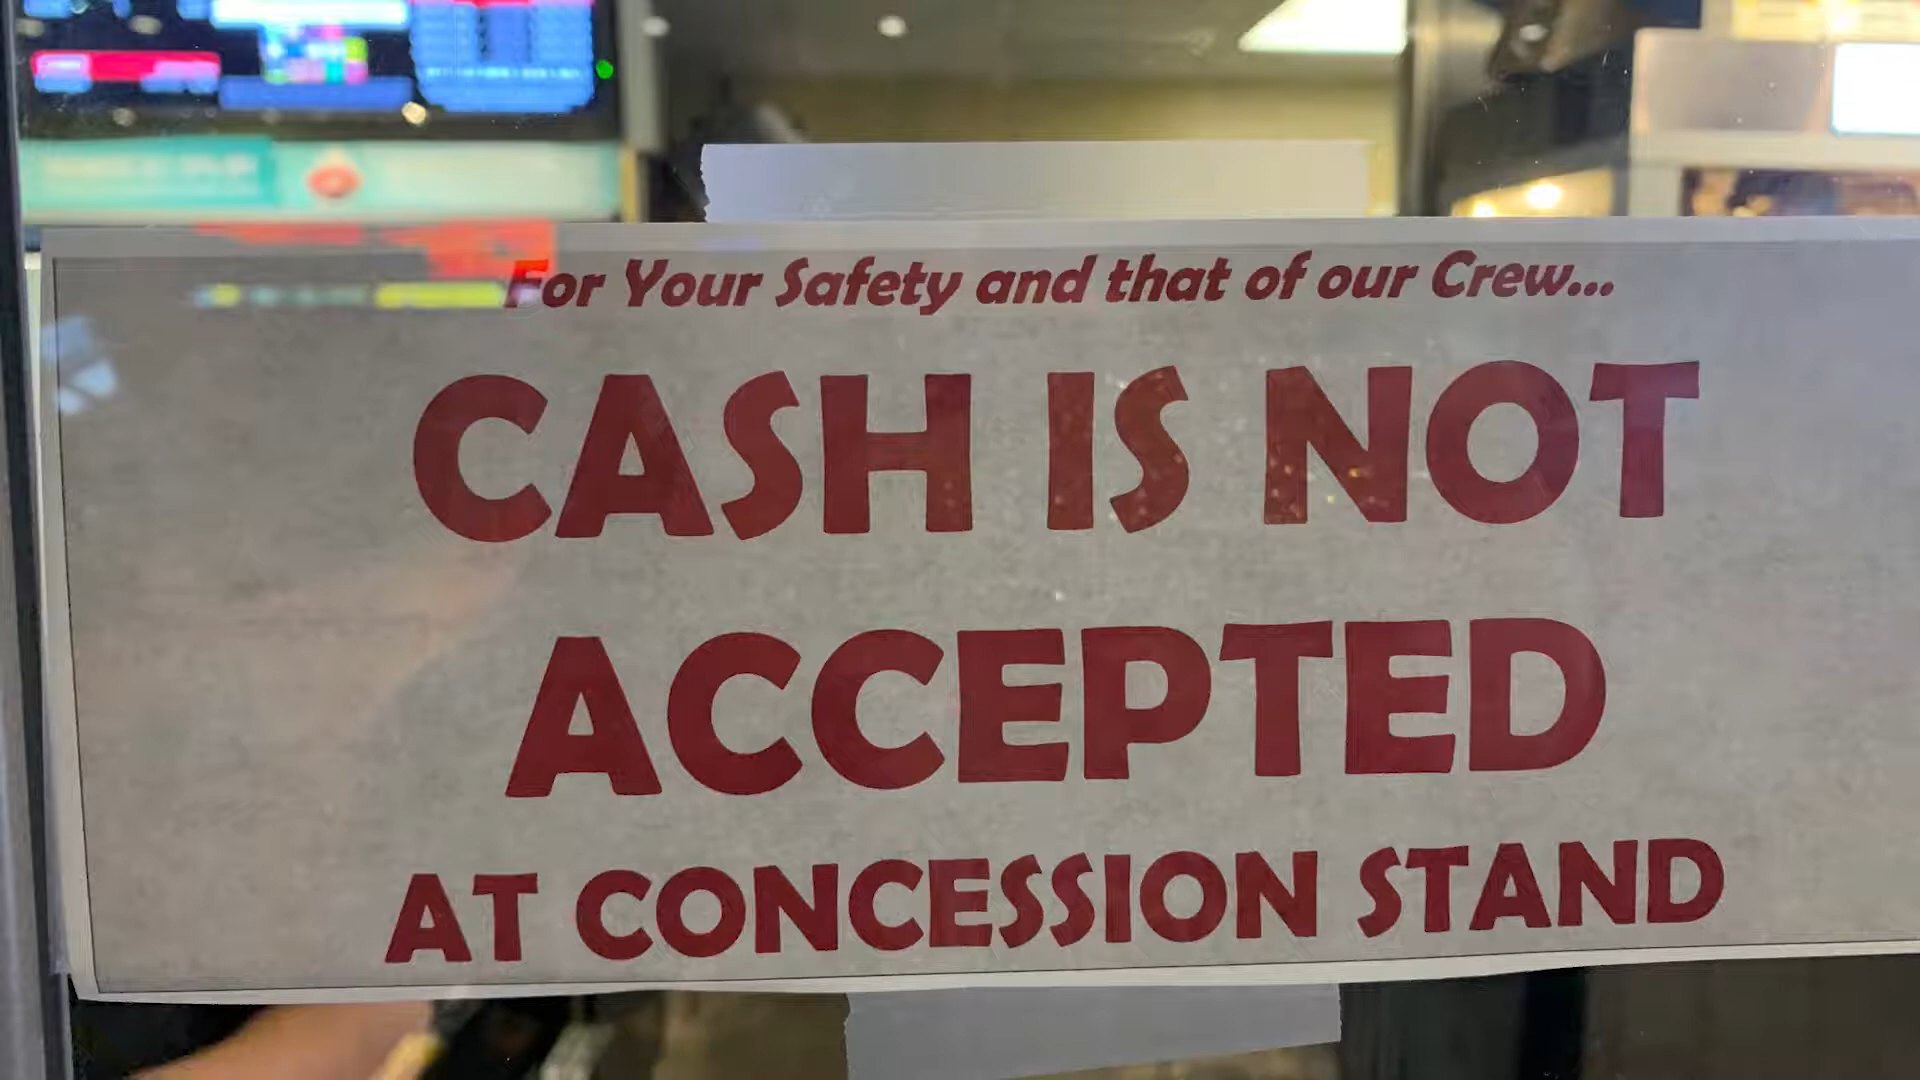 For Your Safety and that of our Crew...
CASH IS NOT
ACCEPTED
AT CONCESSION STAND